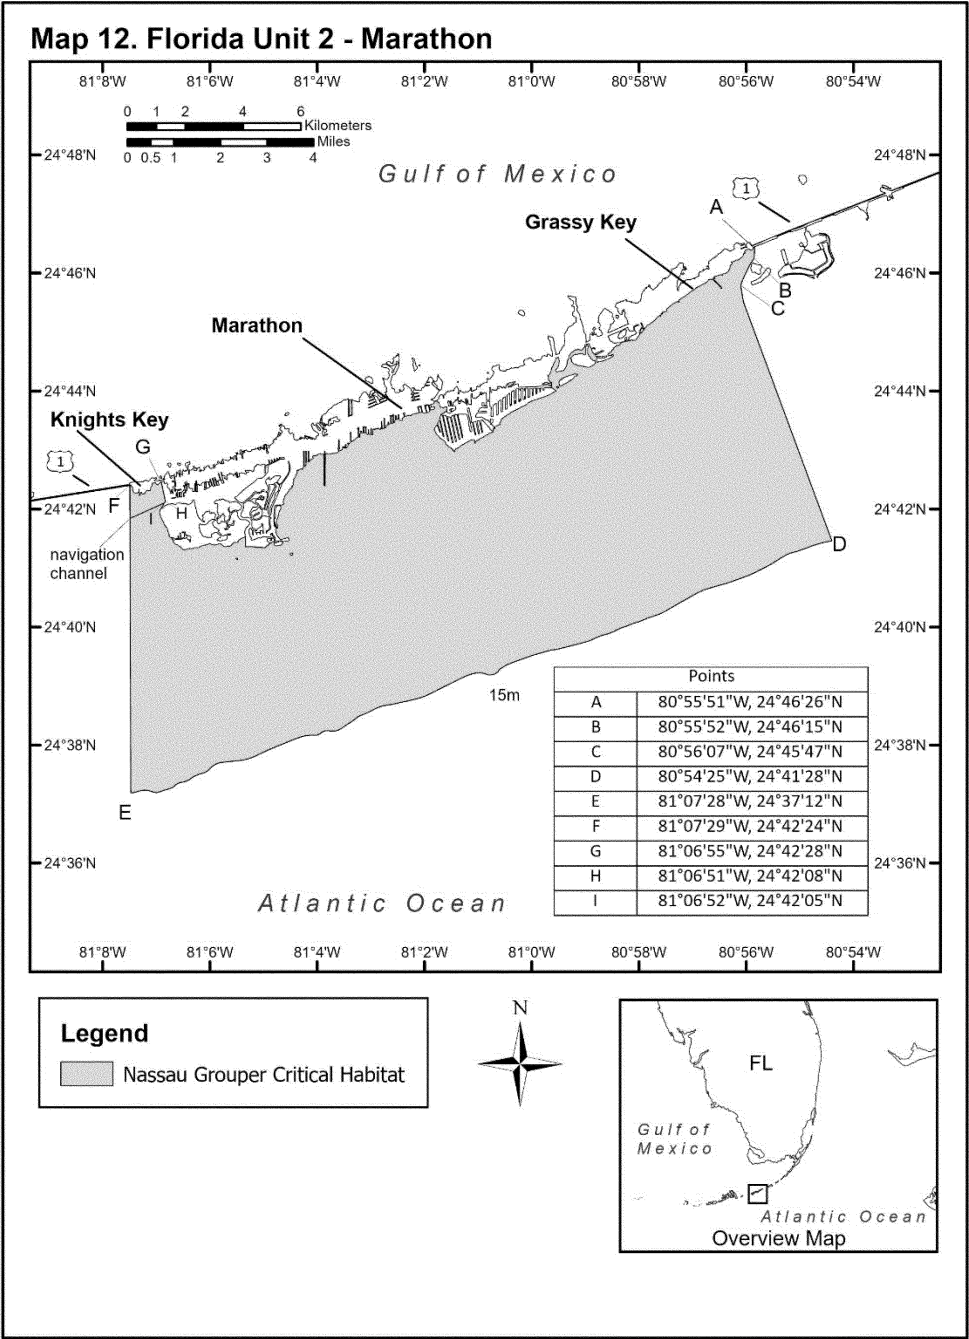 Map 12. Florida Unit 2 - Marathon
81°8'W 81°6'W 81°4'W 81°2'W 81°0'W 80°58'W 80°56'W 80°54'W
0 1 2 4 6
Kilometers
Miles
0 0.5 1 2 3 4
24°48'N 24°48'N
Gulf of Mexico
1
A
Grassy Key
24°46'N 24°46'N
B
C
Marathon
24°44'N 24°44'N
Knights Key
G
1
F 24°42'N H 24°42'N
I
D
navigation
channel
24°40'N 24°40'N
15m
24°38'N 24°38'N
E
24°36'N 24°36'N
Atlantic Ocean
Points
A 80°55'51"W, 24°46'26"N
B 80°55'52"W, 24°46'15"N
C 80°56'07"W, 24°45'47"N
D 80°54'25"W, 24°41'28"N
E 81°07'28"W, 24°37'12"N
F 81°07'29"W, 24°42'24"N
G 81°06'55"W, 24°42'28"N
H 81°06'51"W, 24°42'08"N
I 81°06'52"W, 24°42'05"N
81°8'W 81°6'W 81°4'W 81°2'W 81°0'W 80°58'W 80°56'W 80°54'W
Legend
Nassau Grouper Critical Habitat
N
FL
Gulf of
Mexico
Atlantic Ocean
Overview Map